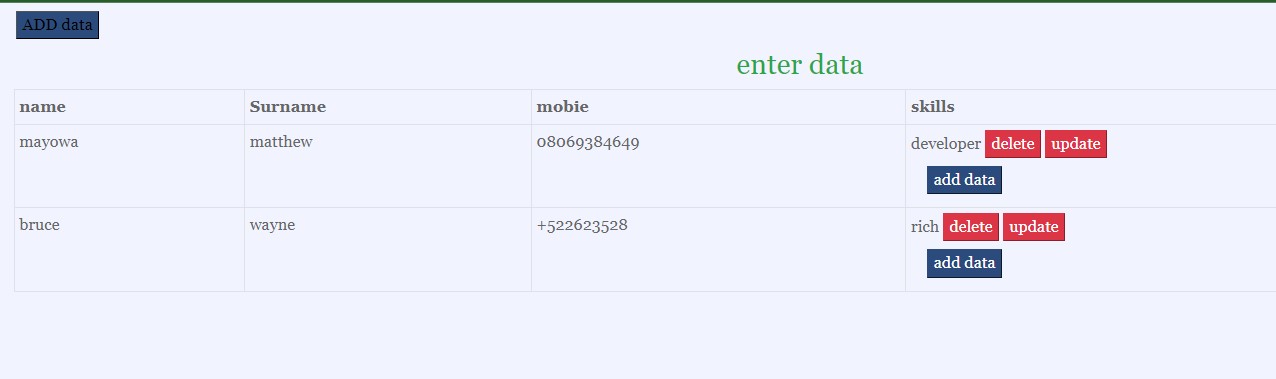 ADD data
enter data
name Surname mobie skills
mayowa matthew 08069384649 developer delete update
add data
bruce wayne +522623528 rich delete update
add data